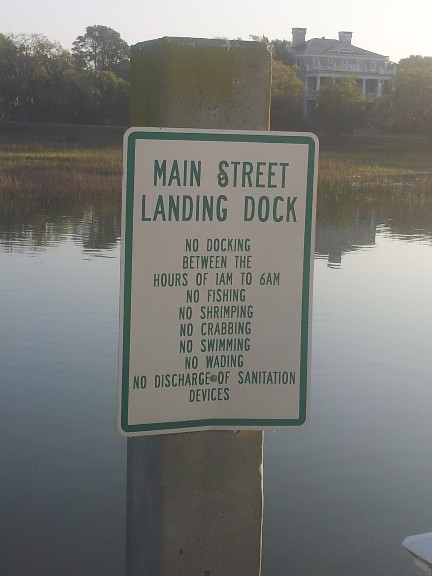 MAIN STREET
LANDING DOCK
NO DOCKING
BETWEEN THE
HOURS OF 1AM TO 6AM
NO FISHING
NO SHRIMPING
NO CRABBING
NO SWIMMING
NO WADING
NO DISCHARGE OF SANITATION
DEVICES